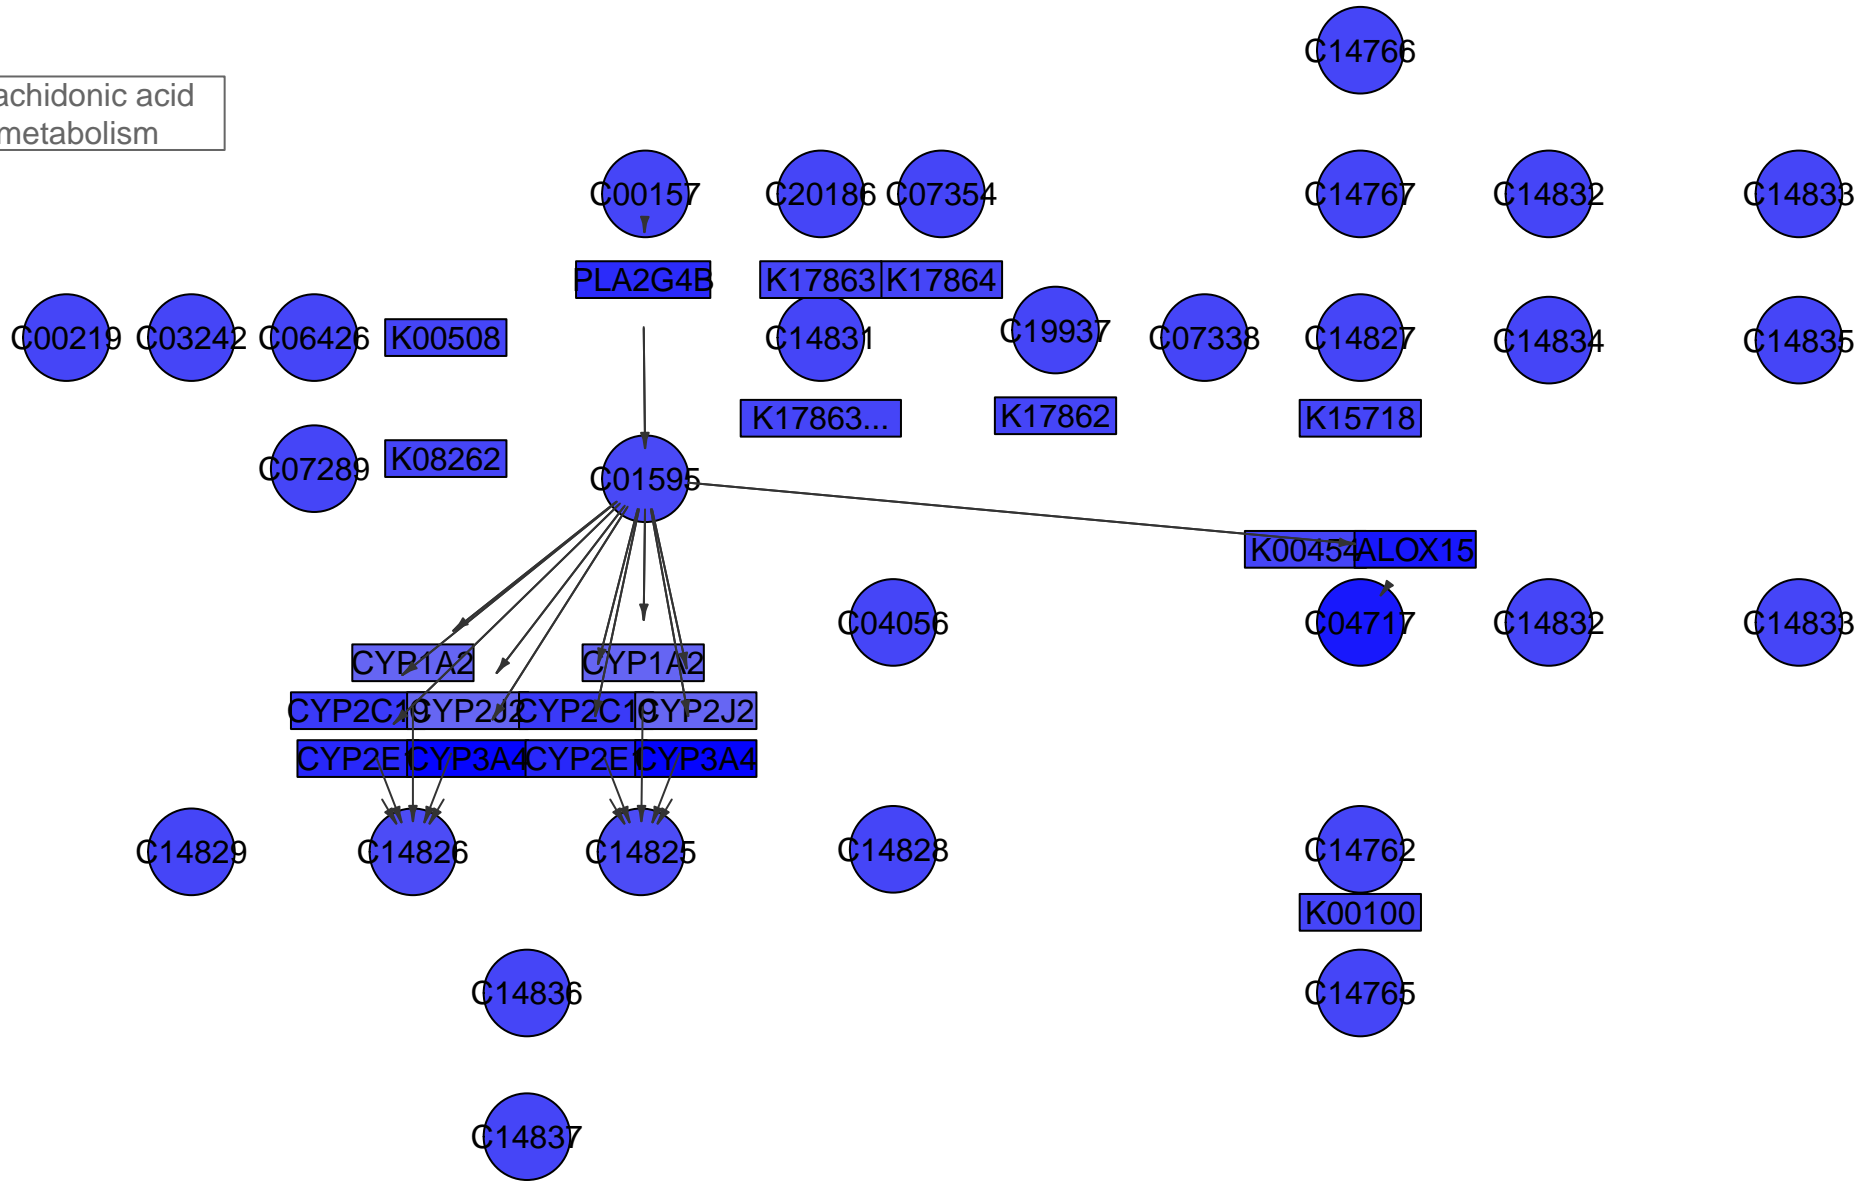 C14766
achidonic acid
metabolism
C00157
C20186
C07354
C14767
C14832
C14833
PLA2G4B
K17863
K17864
C00219
C03242
C06426
K00508
C14831
C19937
C07338
C14827
C14834
C14835
K17863...
K17862
K15718
C07289
K08262
C01595
K00454
ALOX15
C04056
C04717
C14832
C14833
CYP1A2
CYP1A2
CYP2C19
CYP2J2
CYP2C19
CYP2J2
CYP2E1
CYP3A4
CYP2E1
CYP3A4
C14829
C14826
C14825
C14828
C14762
K00100
C14836
C14765
C14837